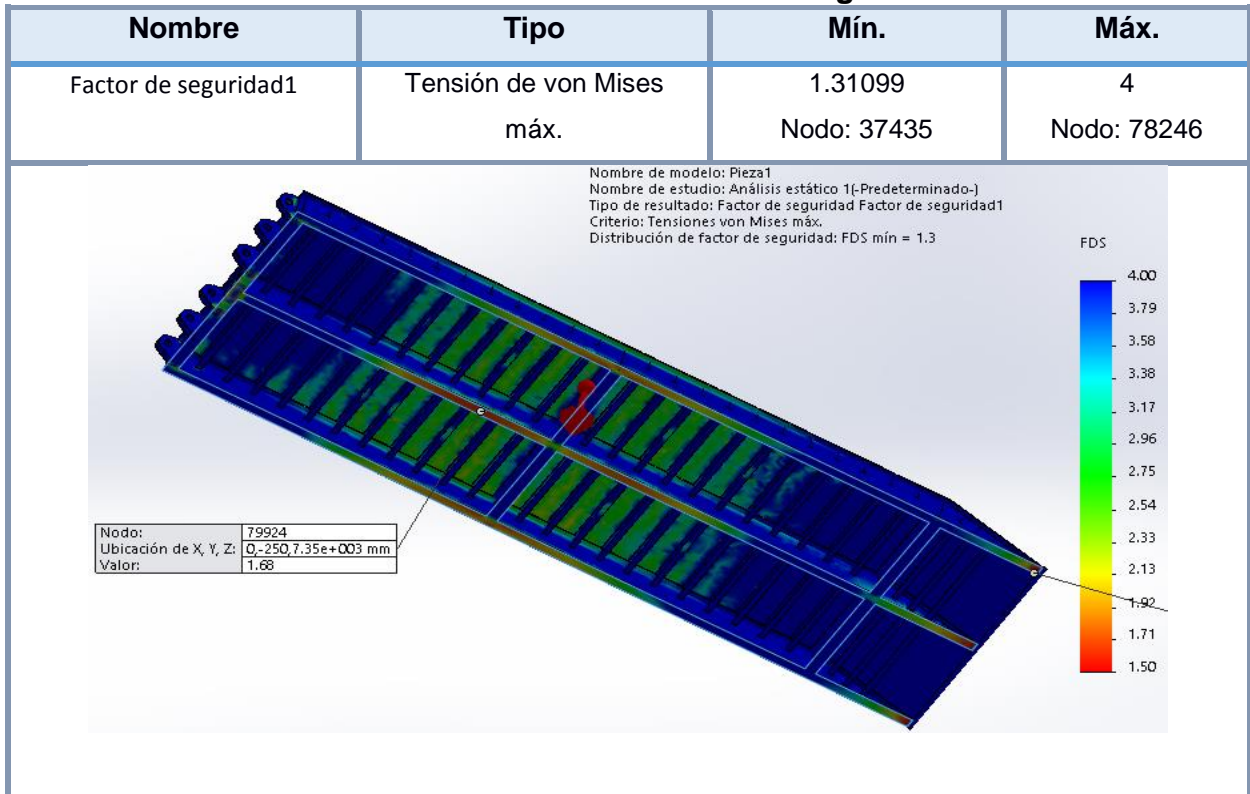 Nombre Tipo Mín. Máx.
Factor de seguridad1 Tensión de von Mises 1.31099 4
máx. Nodo: 37435 Nodo: 78246
Nombre de modelo: Pieza1
Nombre de estudio: Análisis estático 1(-Predeterminado-)
Tipo de resultado: Factor de seguridad Factor de seguridad1
Criterio: Tensiones von Mises máx.
Distribución de factor de seguridad: FDS mín = 1.3
FDS
4.00
3.79
3.58
3.38
3.17
2.96
2.75
2.54
2.33
2.13
1.92
1.71
1.50
Nodo: 79924
Ubicación de X, Y, Z: 0,-250,7.35e+003 mm
Valor: 1.68